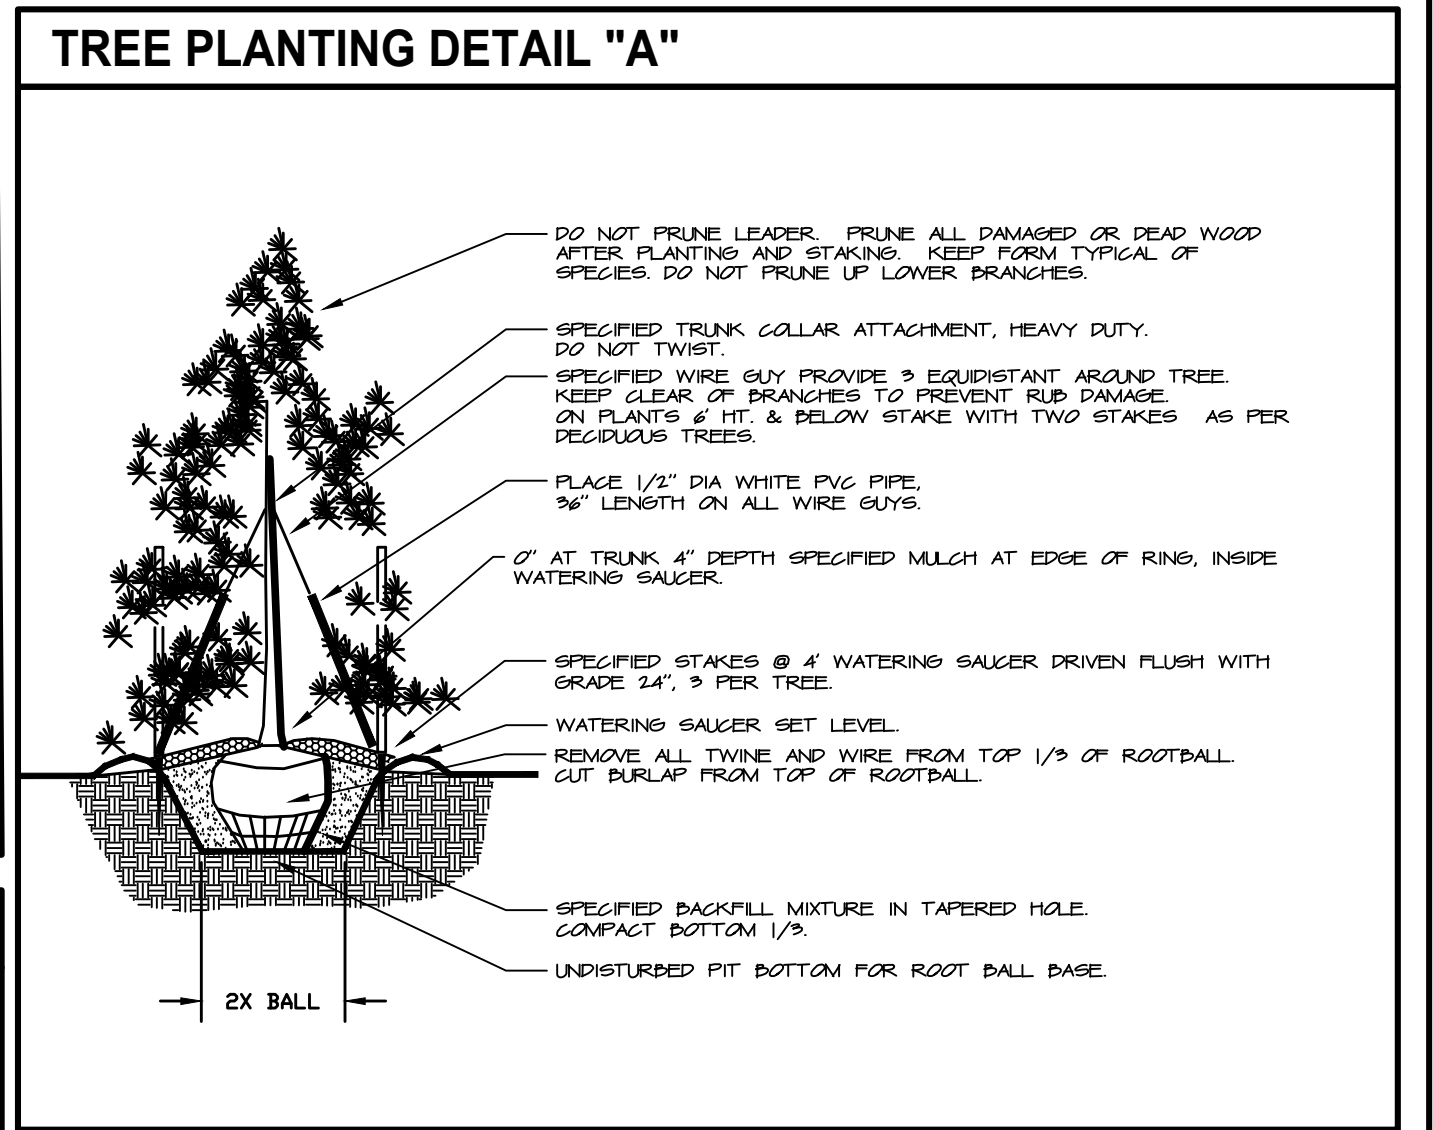 TREE PLANTING DETAIL "A"
DO NOT PRUNE LEADER. PRUNE ALL DAMAGED OR DEAD WOOD
AFTER PLANTING AND STAKING. KEEP FORM TYPICAL OF
SPECIES. DO NOT PRUNE UP LOWER BRANCHES.
SPECIFIED TRUNK COLLAR ATTACHMENT, HEAVY DUTY.
DO NOT TWIST.
SPECIFIED WIRE GUY PROVIDE 3 EQUIDISTANT AROUND TREE.
KEEP CLEAR OF BRANCHES TO PREVENT RUB DAMAGE.
ON PLANTS 6' HT. & BELOW STAKE WITH TWO STAKES AS PER
DECIDUOUS TREES.
PLACE 1/2" DIA WHITE PVC PIPE,
36" LENGTH ON ALL WIRE GUYS.
0" AT TRUNK 4" DEPTH SPECIFIED MULCH AT EDGE OF RING, INSIDE
WATERING SAUCER.
SPECIFIED STAKES @ 4' WATERING SAUCER DRIVEN FLUSH WITH
GRADE 24", 3 PER TREE.
WATERING SAUCER SET LEVEL.
REMOVE ALL TWINE AND WIRE FROM TOP 1/3 OF ROOTBALL.
CUT BURLAP FROM TOP OF ROOTBALL.
SPECIFIED BACKFILL MIXTURE IN TAPERED HOLE.
COMPACT BOTTOM 1/3.
UNDISTURBED PIT BOTTOM FOR ROOT BALL BASE.
2X BALL